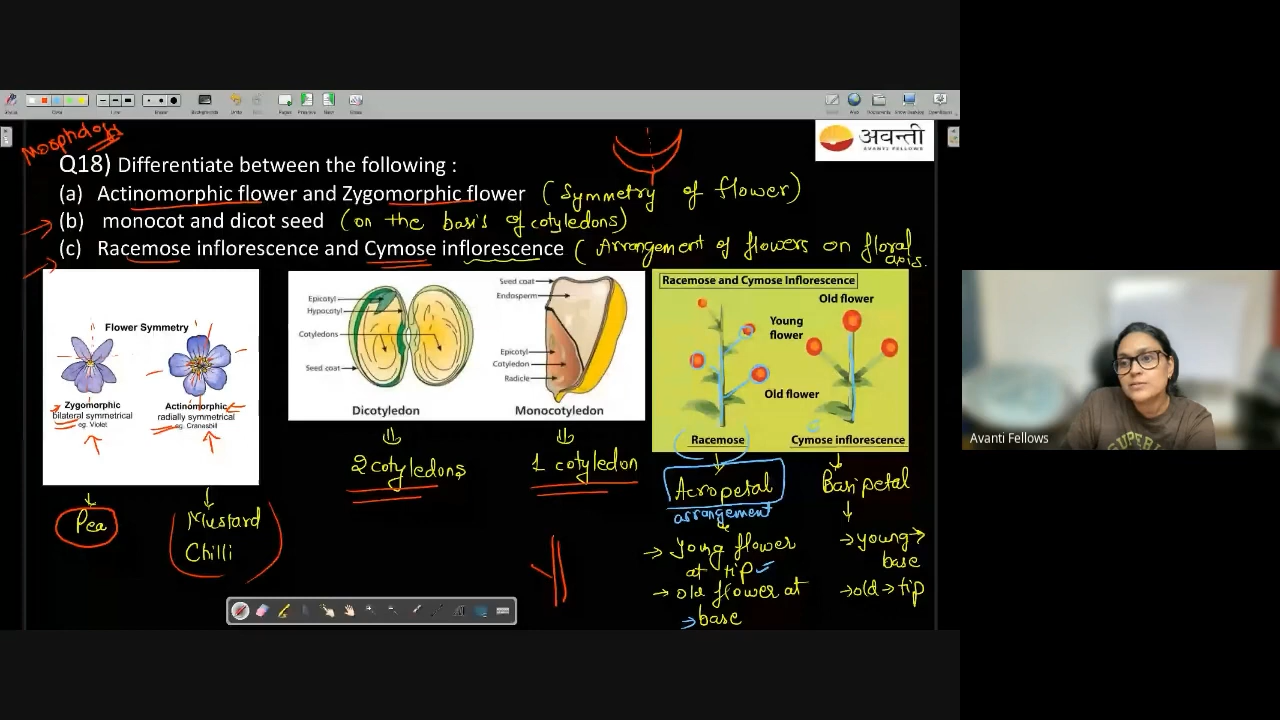 Morphology
Q18) Differentiate between the following :
(a) Actinomorphic flower and Zygomorphic flower (Symmetry of flower)
(b) monocot and dicot seed (on the basis of cotyledons)
(c) Racemose inflorescence and Cymose inflorescence (Arrangement of flowers on floral axis.
अवन्ती
AVANTI FELLOWS
Flower Symmetry
Zygomorphic
bilateral symmetrical
eg. Violet
Actinomorphic
radially symmetrical
eg. Cranesbill
Pea
Mustard
Chilli
Epicotyl
Hypocotyl
Cotyledons
Seed coat
Dicotyledon
2 cotyledons
Seed coat
Endosperm
Epicotyl
Cotyledon
Radicle
Monocotyledon
1 cotyledon
Racemose and Cymose Inflorescence
Young
flower
Old flower
Racemose
Old flower
Cymose inflorescence
Acropetal
arrangement
→ Young flower
at tip
→ old flower at
→ base
Basipetal
→ young →
base
→ old → tip
SUPER
Avanti Fellows